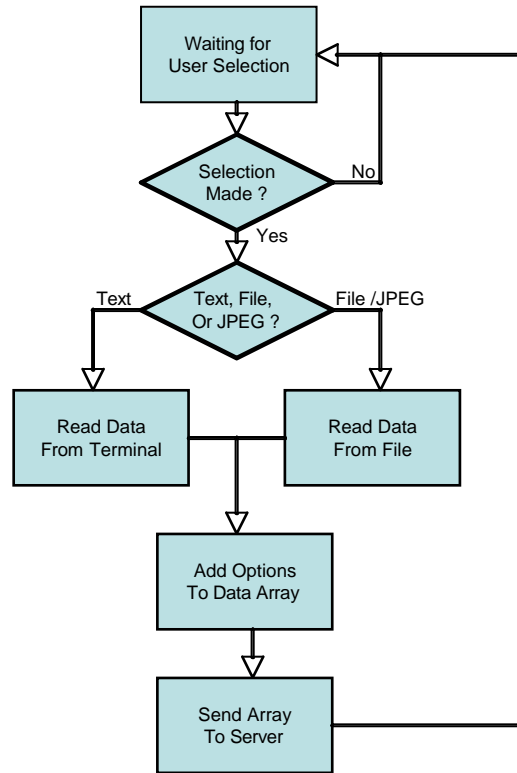 Waiting for
User Selection
Selection
Made ?
No
Yes
Text
Text, File,
Or JPEG ?
File /JPEG
Read Data
From Terminal
Read Data
From File
Add Options
To Data Array
Send Array
To Server